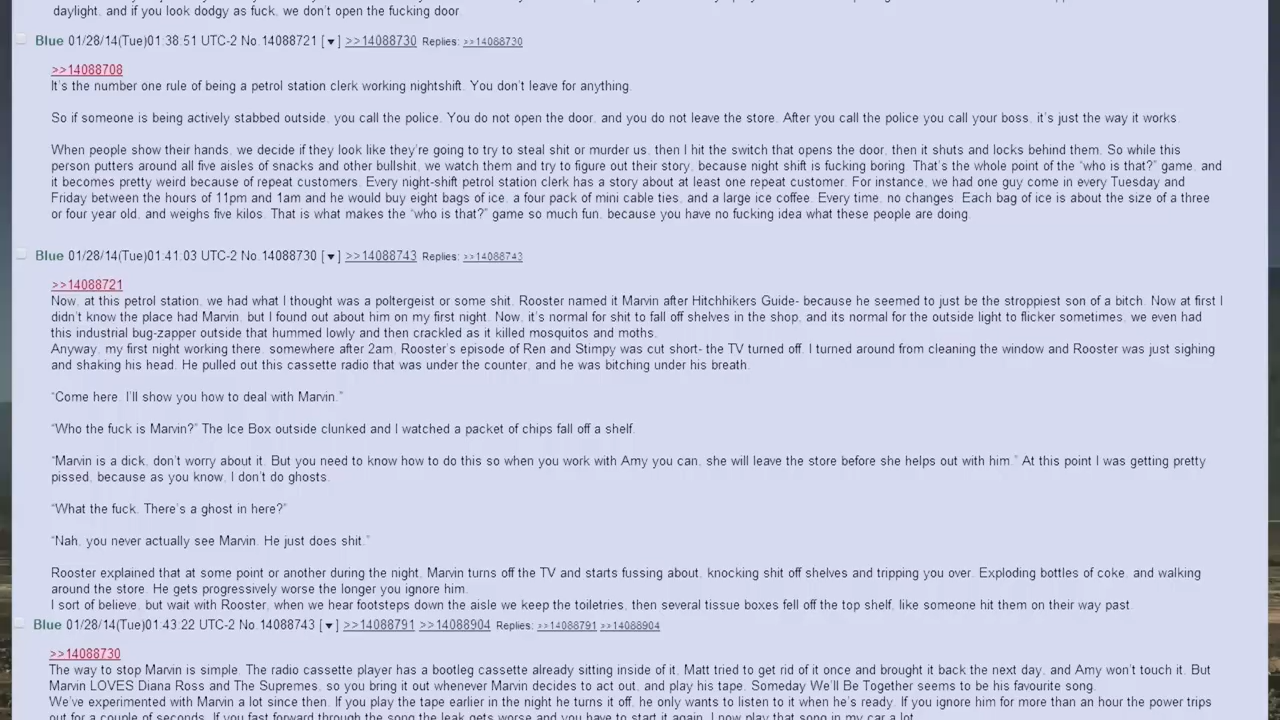 daylight, and if you look dodgy as fuck, we don't open the fucking door.
Blue 01/28/14(Tue)01:38:51 UTC-2 No.14088721 [▼] >>14088730 Replies: >>14088730
>>14088708
It's the number one rule of being a petrol station clerk working nightshift. You don't leave for anything.
So if someone is being actively stabbed outside, you call the police. You do not open the door, and you do not leave the store. After you call the police you call your boss, it's just the way it works.
When people show their hands, we decide if they look like they're going to try to steal shit or murder us, then I hit the switch that opens the door, then it shuts and locks behind them. So while this
person putters around all five aisles of snacks and other bullshit, we watch them and try to figure out their story, because night shift is fucking boring. That's the whole point of the “who is that?” game, and
it becomes pretty weird because of repeat customers. Every night-shift petrol station clerk has a story about at least one repeat customer. For instance, we had one guy come in every Tuesday and
Friday between the hours of 11pm and 1am and he would buy eight bags of ice, a four pack of mini cable ties, and a large ice coffee. Every time, no changes. Each bag of ice is about the size of a three
or four year old, and weighs five kilos. That is what makes the “who is that?” game so much fun, because you have no fucking idea what these people are doing.
Blue 01/28/14(Tue)01:41:03 UTC-2 No.14088730 [▼] >>14088743 Replies: >>14088743
>>14088721
Now, at this petrol station, we had what I thought was a poltergeist or some shit. Rooster named it Marvin after Hitchhikers Guide- because he seemed to just be the stroppiest son of a bitch. Now at first I
didn't know the place had Marvin, but I found out about him on my first night. Now, it's normal for shit to fall off shelves in the shop, and its normal for the outside light to flicker sometimes, we even had
this industrial bug-zapper outside that hummed lowly and then crackled as it killed mosquitos and moths.
Anyway, my first night working there, somewhere after 2am, Rooster's episode of Ren and Stimpy was cut short- the TV turned off. I turned around from cleaning the window and Rooster was just sighing
and shaking his head. He pulled out this cassette radio that was under the counter, and he was bitching under his breath.
“Come here. I'll show you how to deal with Marvin.”
“Who the fuck is Marvin?” The Ice Box outside clunked and I watched a packet of chips fall off a shelf.
“Marvin is a dick, don't worry about it. But you need to know how to do this so when you work with Amy you can, she will leave the store before she helps out with him.” At this point I was getting pretty
pissed, because as you know, I don't do ghosts.
“What the fuck. There's a ghost in here?”
“Nah, you never actually see Marvin. He just does shit.”
Rooster explained that at some point or another during the night, Marvin turns off the TV and starts fussing about, knocking shit off shelves and tripping you over. Exploding bottles of coke, and walking
around the store. He gets progressively worse the longer you ignore him.
I sort of believe, but wait with Rooster, when we hear footsteps down the aisle we keep the toiletries, then several tissue boxes fell off the top shelf, like someone hit them on their way past.
Blue 01/28/14(Tue)01:43:22 UTC-2 No.14088743 [▼] >>14088791 >>14088904 Replies: >>14088791 >>14088904
>>14088730
The way to stop Marvin is simple. The radio cassette player has a bootleg cassette already sitting inside of it, Matt tried to get rid of it once and brought it back the next day, and Amy won't touch it. But
Marvin LOVES Diana Ross and The Supremes, so you bring it out whenever Marvin decides to act out, and play his tape. Someday We'll Be Together seems to be his favourite song.
We've experimented with Marvin a lot since then. If you play the tape earlier in the night he turns it off, he only wants to listen to it when he's ready. If you ignore him for more than an hour the power trips
out for a couple of seconds. If you fast forward through the song the leak gets worse and you have to start it again. I now play that song in my car a lot.